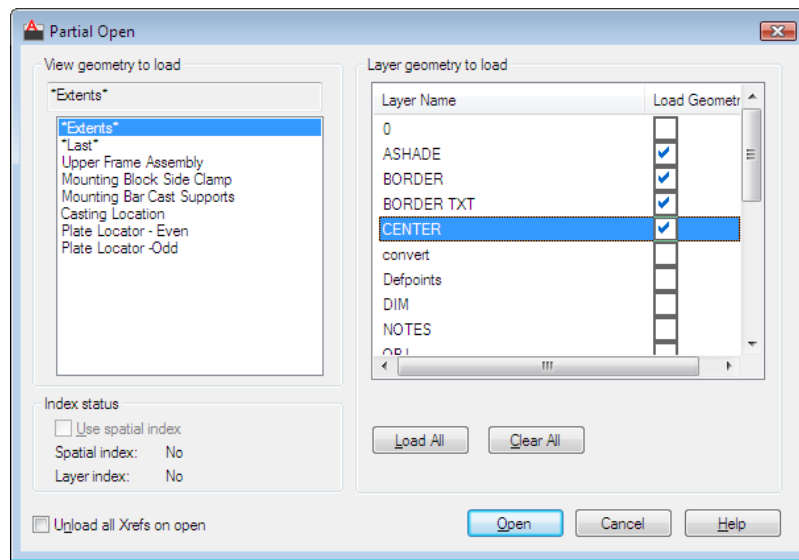 Partial Open
View geometry to load
*Extents*
*Extents*
*Last*
Upper Frame Assembly
Mounting Block Side Clamp
Mounting Bar Cast Supports
Casting Location
Plate Locator - Even
Plate Locator -Odd
Index status
Use spatial index
Spatial index: No
Layer index: No
Unload all Xrefs on open
Layer geometry to load
Layer Name Load Geometr
0
ASHADE
BORDER
BORDER TXT
CENTER
convert
Defpoints
DIM
NOTES
OBJ
Load All Clear All
Open Cancel Help